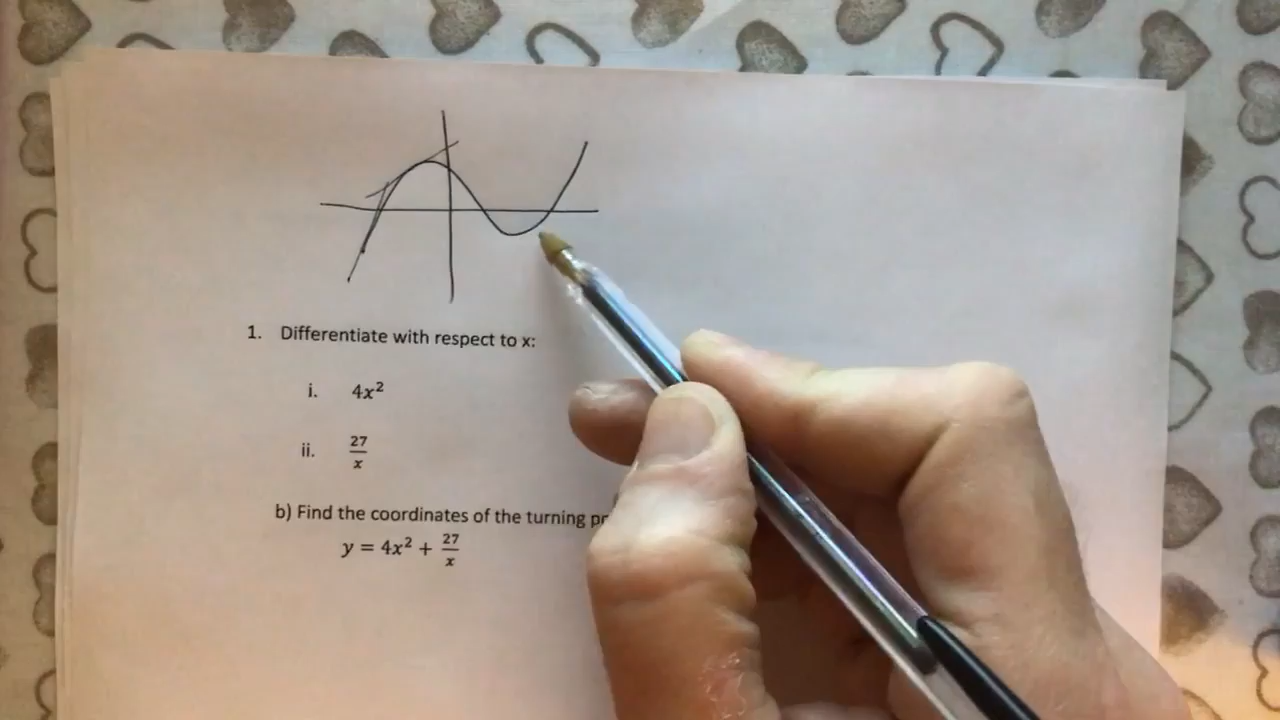 1. Differentiate with respect to x:
i. 4x²
ii. 27/x
b) Find the coordinates of the turning
y = 4x² + 27/x